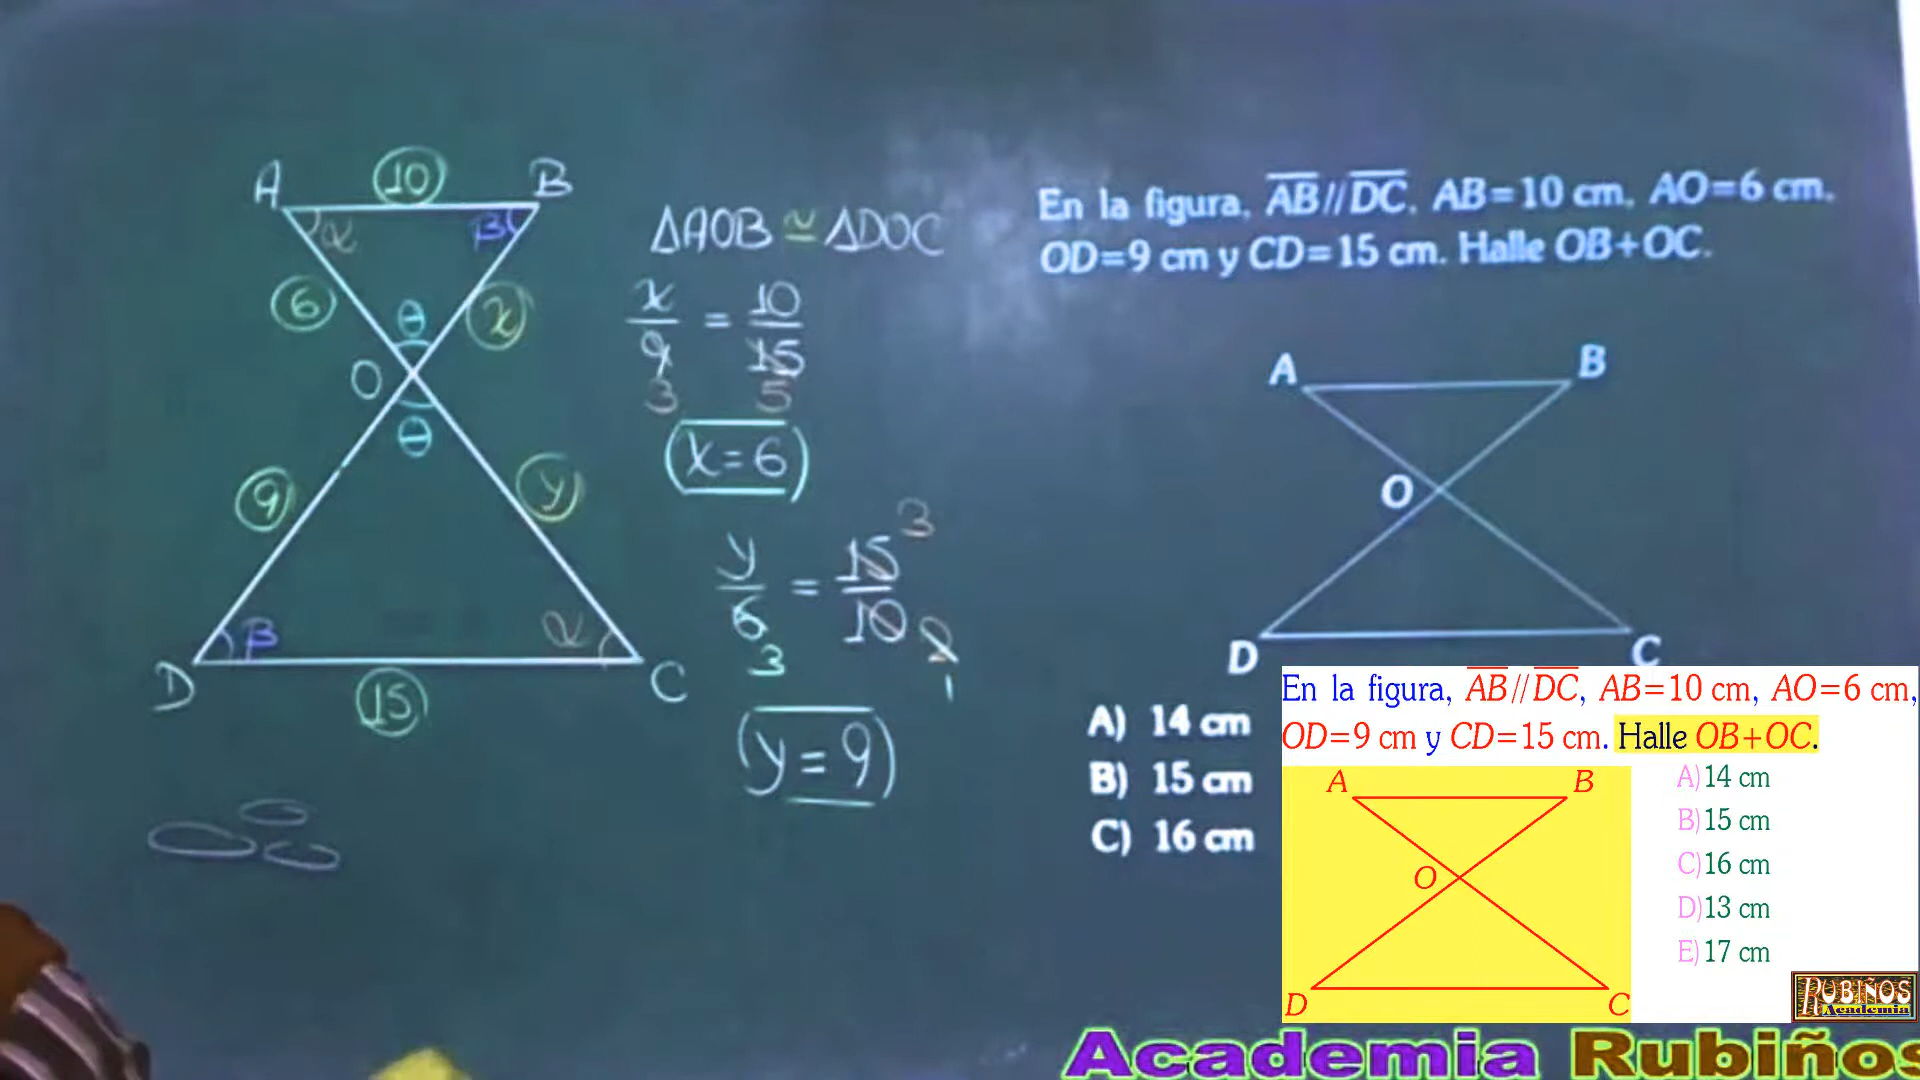 A 10 B
α β
6 θ x
O
θ
9 y
β α
D 15 C
ΔAOB ≃ ΔDOC
x/9 = 10/15
3 5
x = 6
y/6 = 15/10
3
3 2
1
y = 9
En la figura, AB//DC, AB=10 cm, AO=6 cm,
OD=9 cm y CD=15 cm. Halle OB+OC.
A B
O
D C
A) 14 cm
B) 15 cm
C) 16 cm
En la figura, AB//DC, AB=10 cm, AO=6 cm,
OD=9 cm y CD=15 cm. Halle OB+OC.
A B
O
D C
A) 14 cm
B) 15 cm
C) 16 cm
D) 13 cm
E) 17 cm
RUBIÑOS
Academia
Academia Rubiños